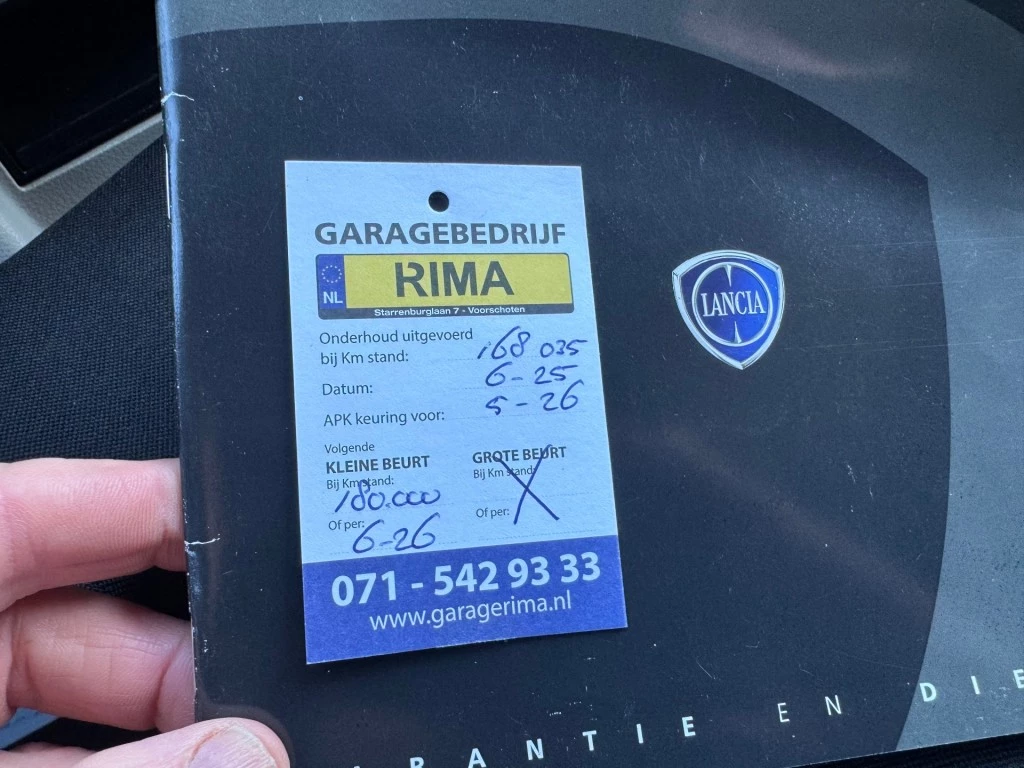 GARAGEBEDRIJF
NL RIMA
Starrenburglaan 7 - Voorschoten
Onderhoud uitgevoerd
bij Km stand: 168 035
Datum: 6-25
APK keuring voor: 5-26
Volgende
KLEINE BEURT
Bij Km stand:
180.000
Of per:
6-26
GROTE BEURT
Bij Km stand:
Of per:
071 - 542 93 33
www.garagerima.nl
LANCIA
RANTIE EN DIE